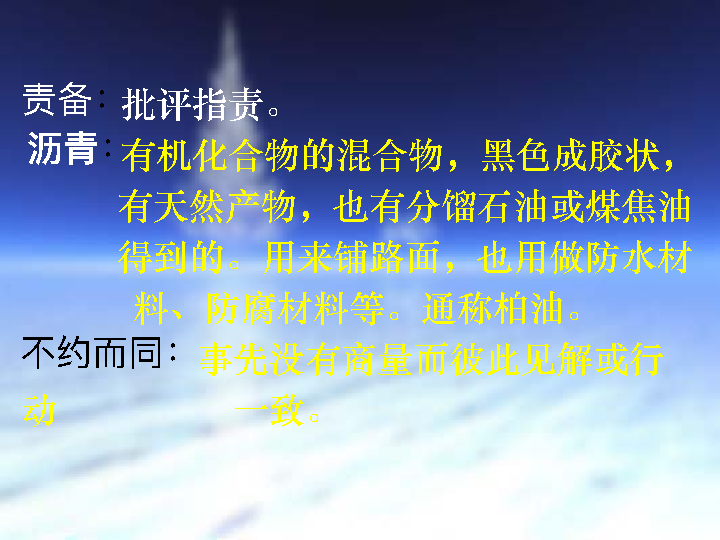 责备：批评指责。
沥青：有机化合物的混合物，黑色成胶状，
有天然产物，也有分馏石油或煤焦油
得到的。用来铺路面，也用做防水材
料、防腐材料等。通称柏油。
不约而同：事先没有商量而彼此见解或行
动 一致。